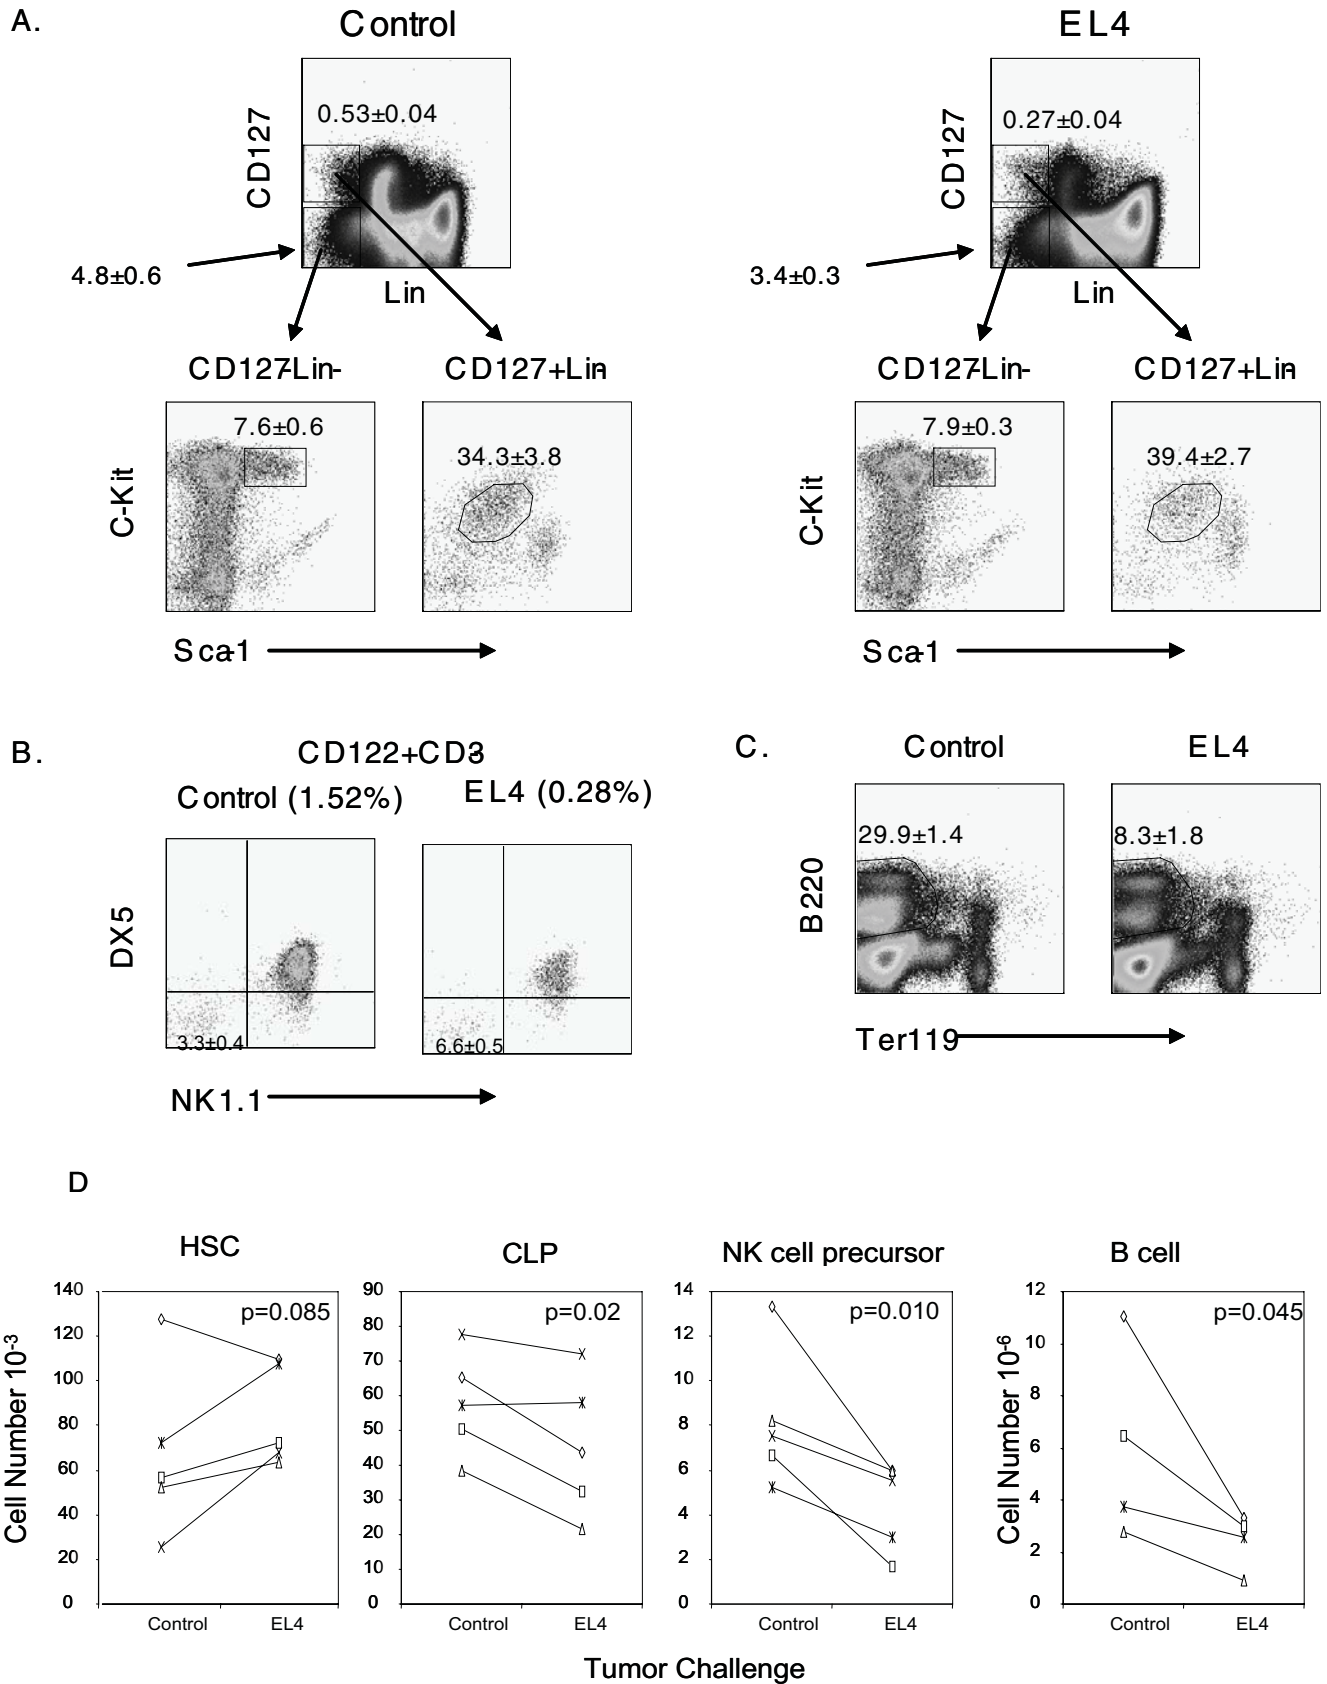 A.
Control
EL4
CD127
0.53±0.04
4.8±0.6
Lin
CD127
0.27±0.04
3.4±0.3
Lin
CD127-Lin-
CD127+Lin-
CD127-Lin-
CD127+Lin-
C-Kit
7.6±0.6
34.3±3.8
C-Kit
7.9±0.3
39.4±2.7
Sca-1
Sca-1
B.
CD122+CD3-
Control (1.52%)
EL4 (0.28%)
DX5
3.3±0.4
6.6±0.5
NK1.1
C.
Control
EL4
B220
29.9±1.4
8.3±1.8
Ter119
D
HSC
CLP
NK cell precursor
B cell
Cell Number 10-3
140
120
100
80
60
40
20
0
p=0.085
Control
EL4
90
80
70
60
50
40
30
20
10
0
p=0.02
Control
EL4
14
12
10
8
6
4
2
0
p=0.010
Control
EL4
Cell Number 10-6
12
10
8
6
4
2
0
p=0.045
Control
EL4
Tumor Challenge